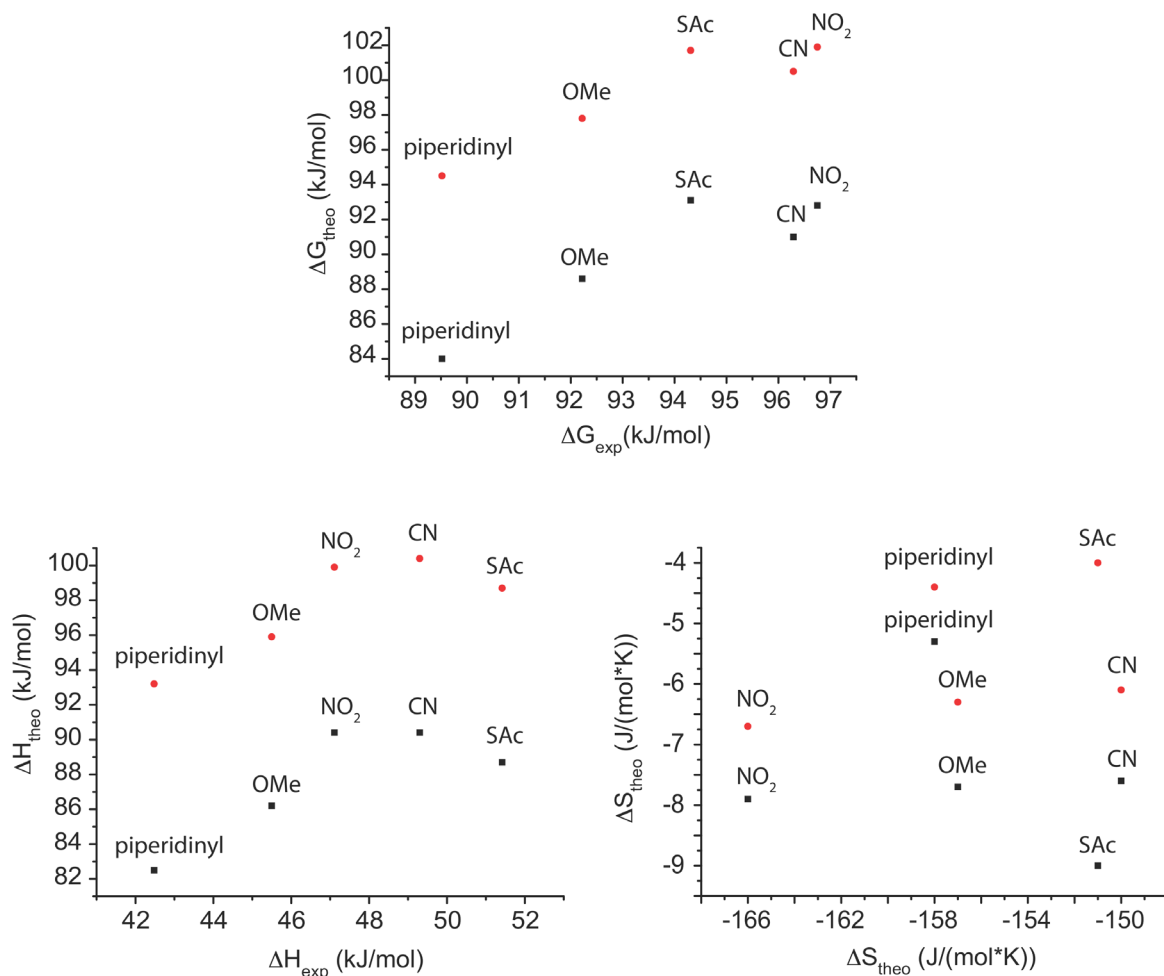 SAc
NO₂
CN
OMe
piperidinyl
SAc
NO₂
CN
OMe
piperidinyl
102
100
98
96
94
92
90
88
86
84
ΔG_theo (kJ/mol)
89 90 91 92 93 94 95 96 97
ΔG_exp(kJ/mol)
NO₂
CN
SAc
OMe
piperidinyl
NO₂
CN
SAc
OMe
piperidinyl
100
98
96
94
92
90
88
86
84
82
ΔH_theo (kJ/mol)
42 44 46 48 50 52
ΔH_exp (kJ/mol)
SAc
piperidinyl
piperidinyl
CN
OMe
NO₂
CN
OMe
NO₂
SAc
-4
-5
-6
-7
-8
-9
ΔS_theo (J/(mol*K))
-166 -162 -158 -154 -150
ΔS_theo (J/(mol*K))